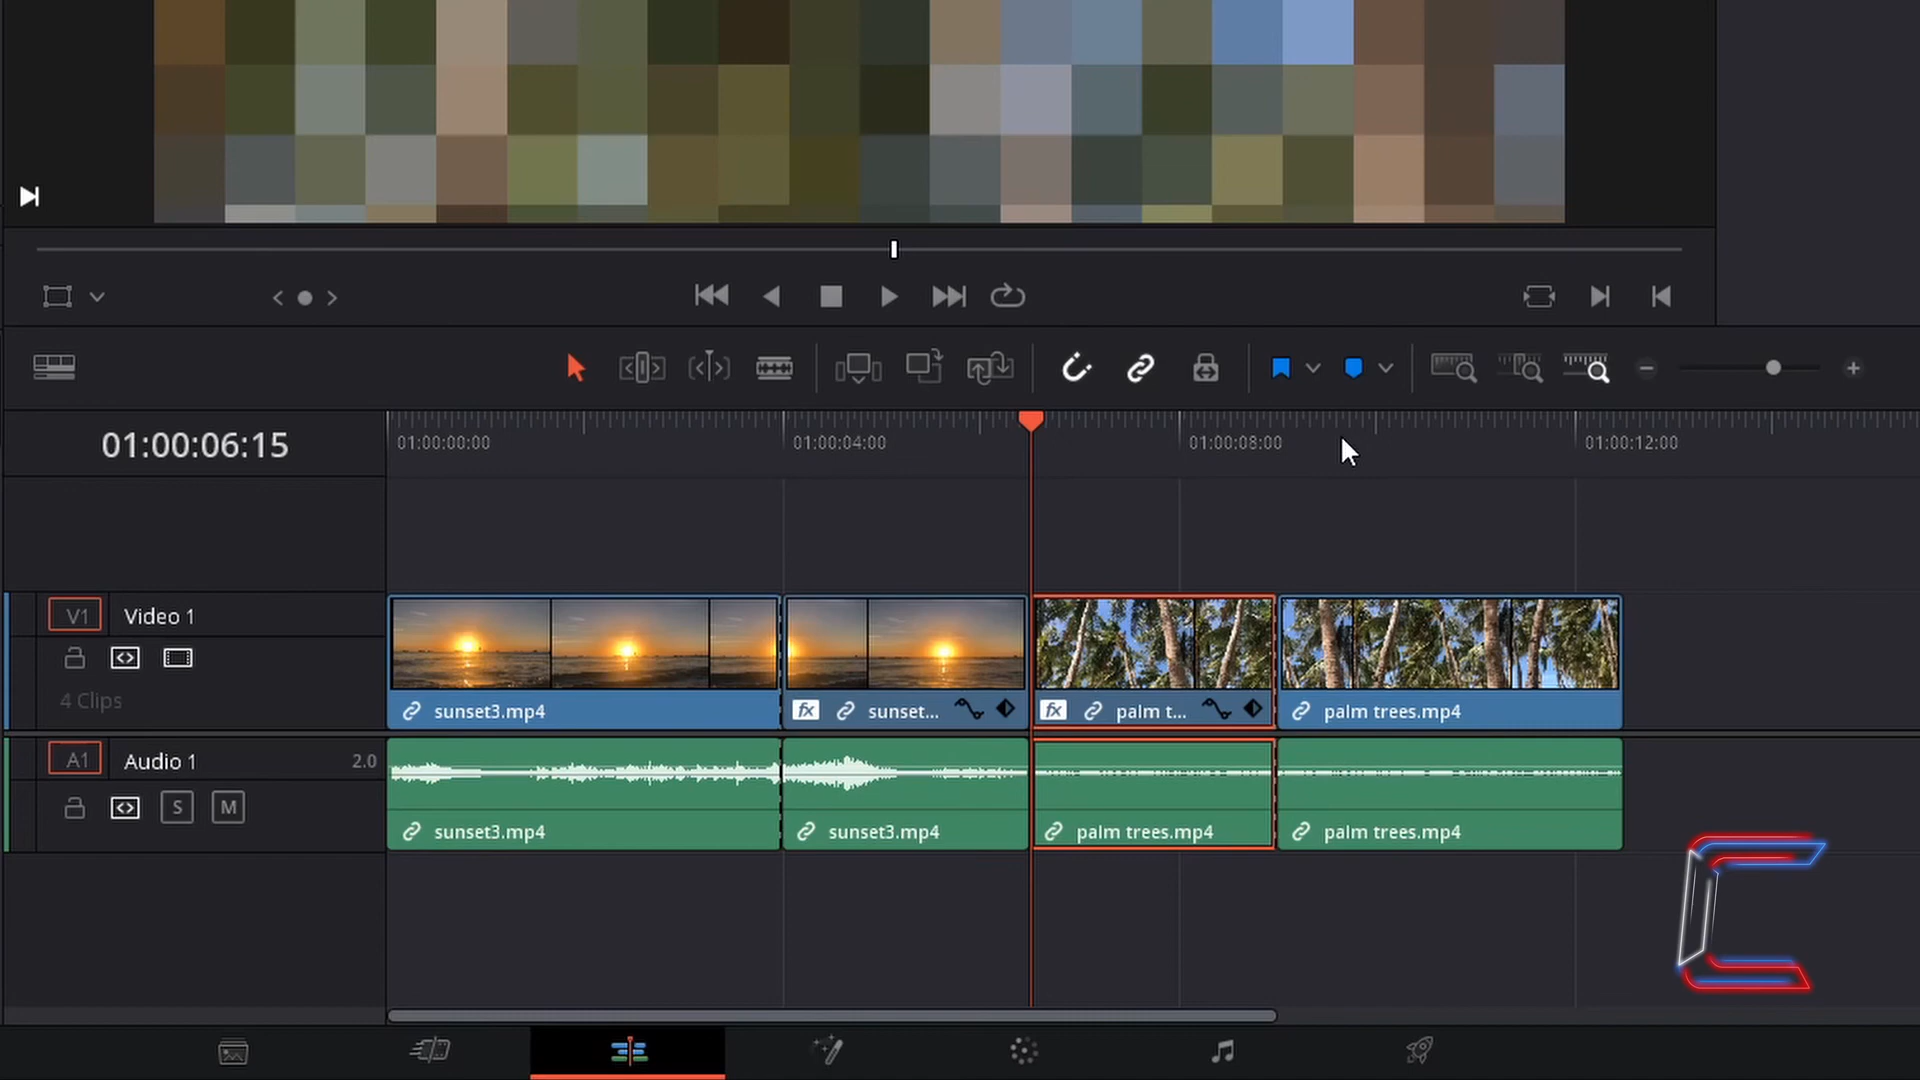 01:00:06:15
01:00:00:00
01:00:04:00
01:00:08:00
01:00:12:00
V1 Video 1
4 Clips
sunset3.mp4
fx sunset...
fx palm t...
palm trees.mp4
A1 Audio 1 2.0
S M
sunset3.mp4
sunset3.mp4
palm trees.mp4
palm trees.mp4